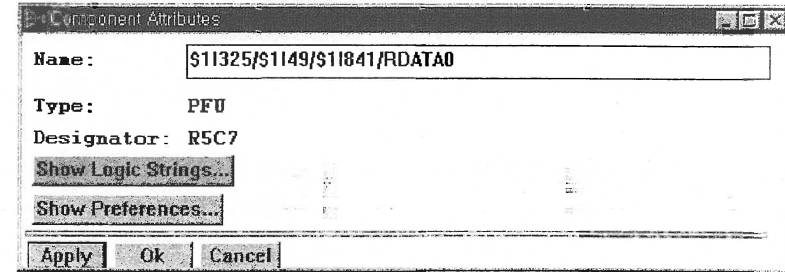 Component Attributes
Name: $1I325/$1I49/$1I841/RDATA0
Type: PFU
Designator: R5C7
Show Logic Strings...
Show Preferences...
Apply Ok Cancel